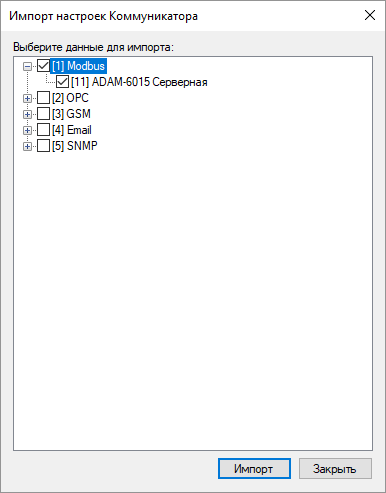 Импорт настроек Коммуникатора
Выберите данные для импорта:
[1] Modbus
[11] ADAM-6015 Серверная
[2] OPC
[3] GSM
[4] Email
[5] SNMP
Импорт
Закрыть